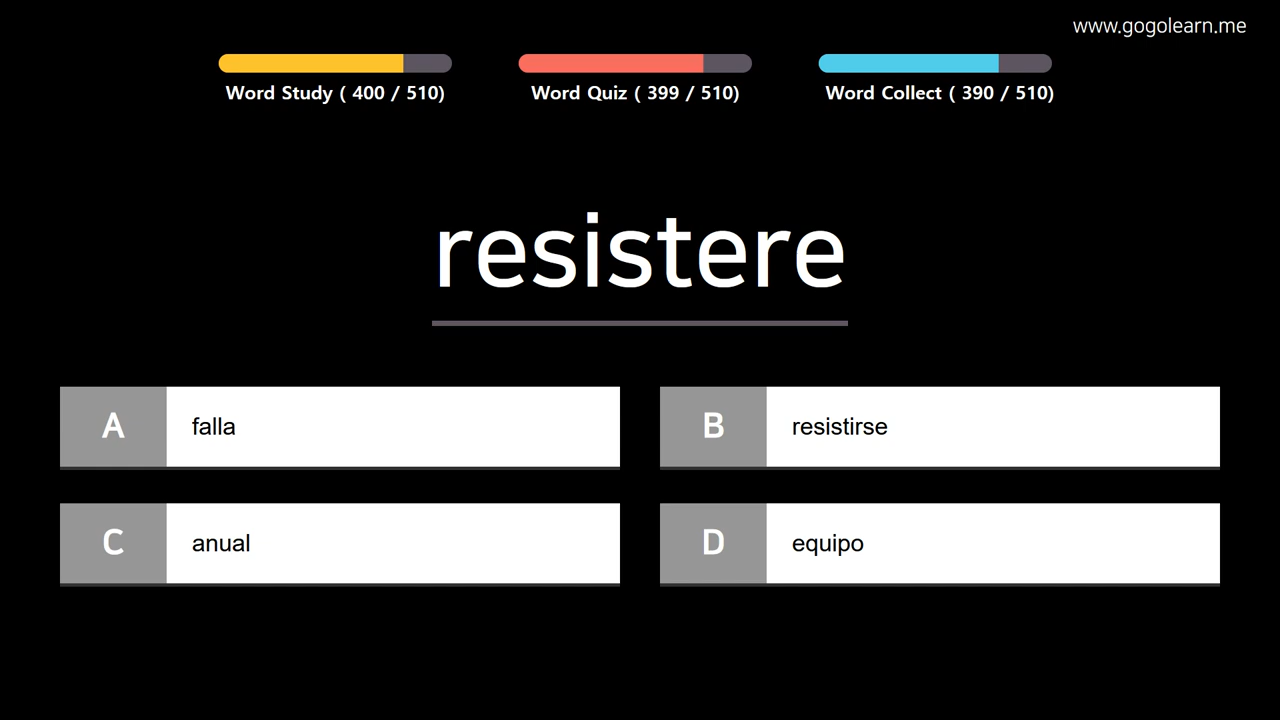 www.gogolearn.me
Word Study ( 400 / 510)
Word Quiz ( 399 / 510)
Word Collect ( 390 / 510)
resistere
A falla
B resistirse
C anual
D equipo